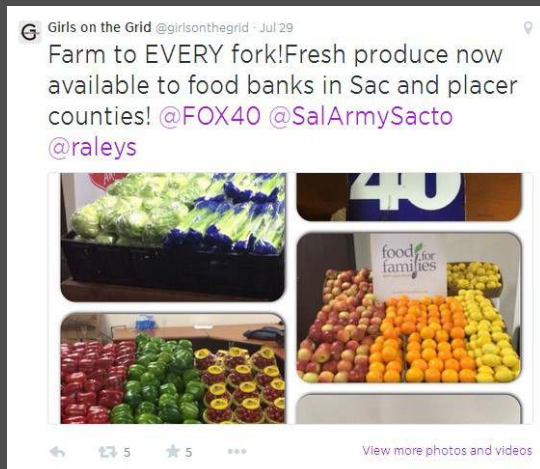 Girls on the Grid @girlsonthegrid · Jul 29
Farm to EVERY fork!Fresh produce now
available to food banks in Sac and placer
counties! @FOX40 @SalArmySacto
@raleys
40
food for
families
5 5
View more photos and videos